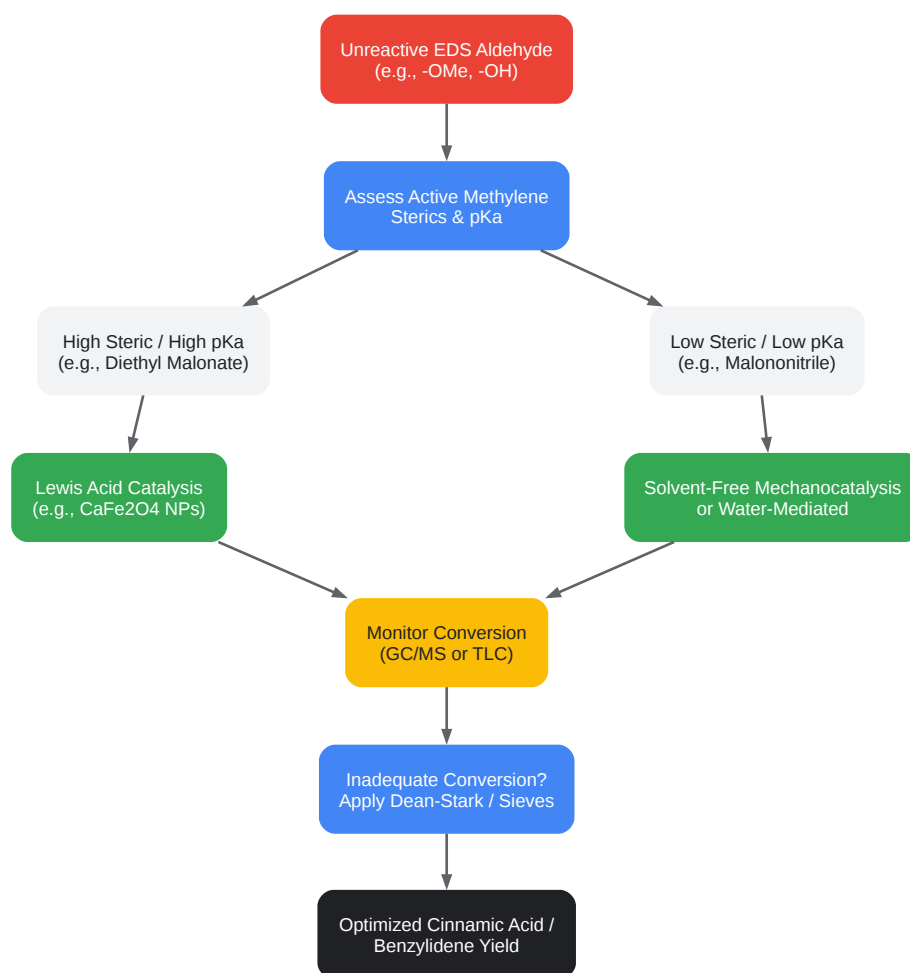 Unreactive EDS Aldehyde
(e.g., -OMe, -OH)
Assess Active Methylene
Sterics & pKa
High Steric / High pKa
(e.g., Diethyl Malonate)
Low Steric / Low pKa
(e.g., Malononitrile)
Lewis Acid Catalysis
(e.g., CaFe2O4 NPs)
Solvent-Free Mechanocatalysis
or Water-Mediated
Monitor Conversion
(GC/MS or TLC)
Inadequate Conversion?
Apply Dean-Stark / Sieves
Optimized Cinnamic Acid /
Benzylidene Yield